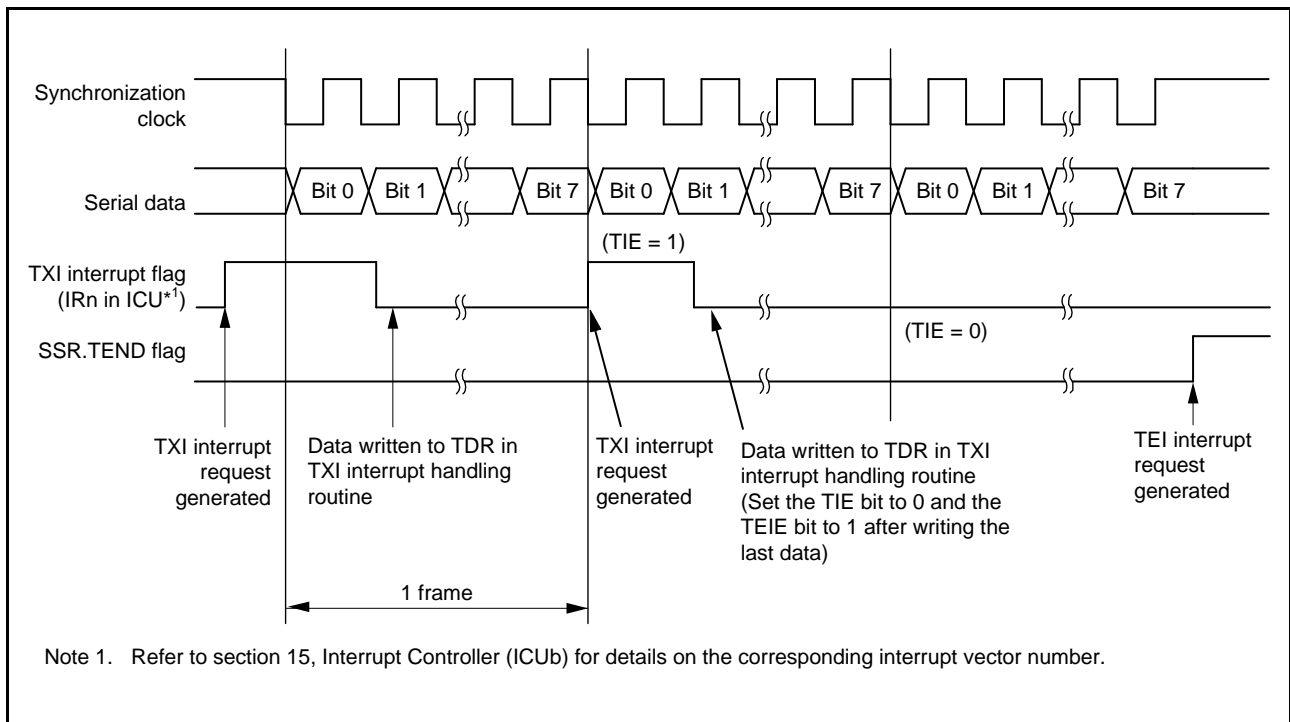 Synchronization
clock
Serial data
Bit 0 Bit 1 Bit 7 Bit 0 Bit 1 Bit 7 Bit 0 Bit 1 Bit 7
(TIE = 1)
TXI interrupt flag
(IRn in ICU*1)
(TIE = 0)
SSR.TEND flag
TXI interrupt
request
generated
Data written to TDR in
TXI interrupt handling
routine
TXI interrupt
request
generated
Data written to TDR in TXI
interrupt handling routine
(Set the TIE bit to 0 and the
TEIE bit to 1 after writing the
last data)
TEI interrupt
request
generated
1 frame
Note 1. Refer to section 15, Interrupt Controller (ICUb) for details on the corresponding interrupt vector number.